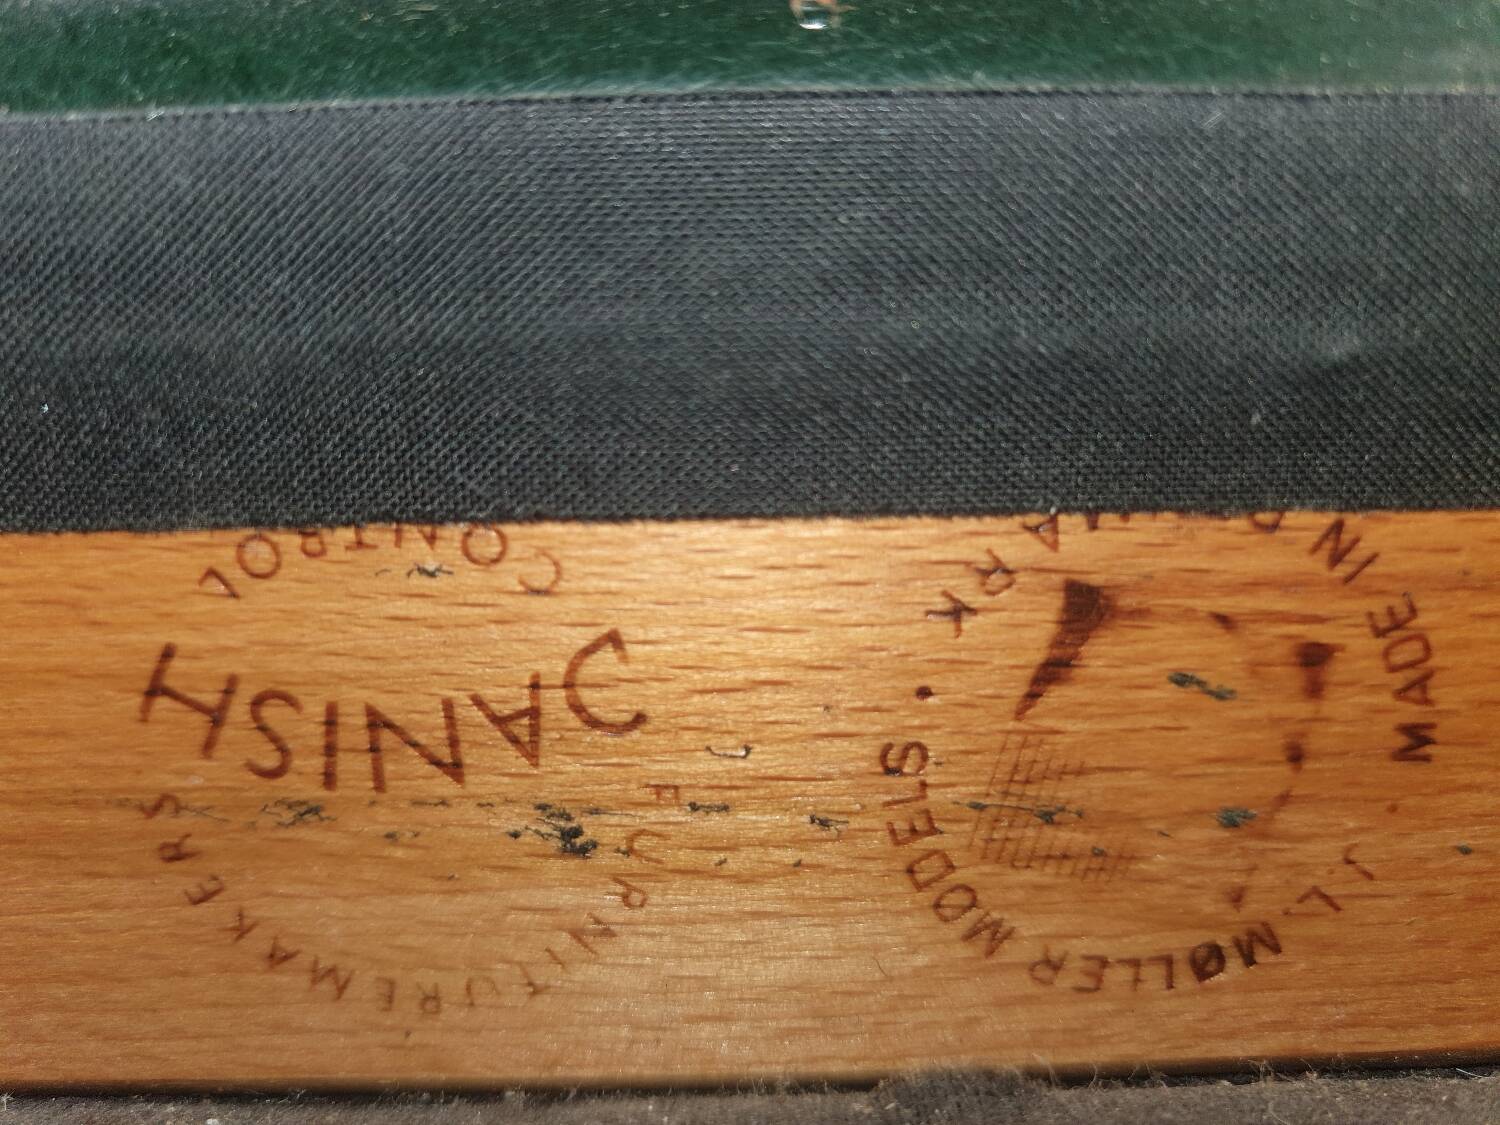 J.L. MØLLER MODELS
MADE IN DENMARK
FURNITUREMAKERS
DANISH
CONTROL